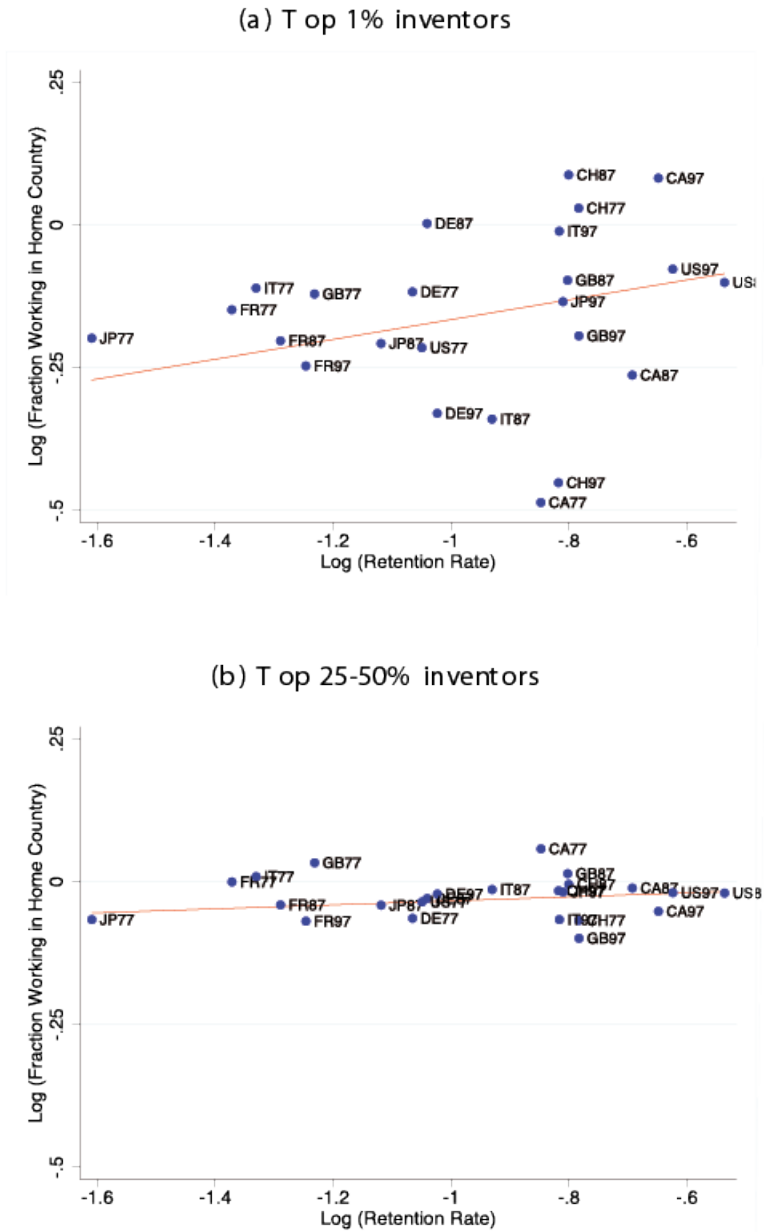 (a) T op 1% inventors
Log (Fraction Working in Home Country)
.25
0
-.25
-.5
CH87
CA97
CH77
DE87
IT97
US97
GB87
IT77
DE77
GB77
JP97
FR77
JP77
GB97
FR87
JP87
US77
FR97
CA87
DE97
IT87
CH97
CA77
-1.6 -1.4 -1.2 -1 -.8 -.6
Log (Retention Rate)
(b) T op 25-50% inventors
Log (Fraction Working in Home Country)
.25
0
-.25
-.5
CA77
GB77
GB87
IT77
FR77
IT87
CA87
DE97
US97
US8
US77
FR87
JP87
CA97
JP77
FR97
DE77
IT97
CH77
GB97
-1.6 -1.4 -1.2 -1 -.8 -.6
Log (Retention Rate)